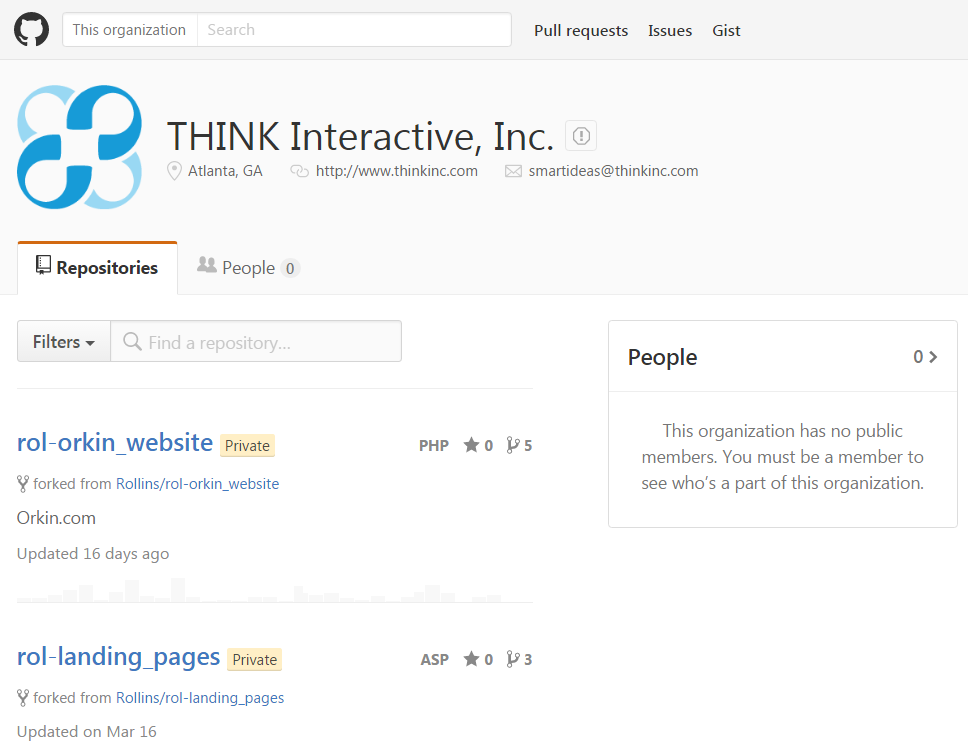 This organization Search Pull requests Issues Gist
THINK Interactive, Inc.
Atlanta, GA http://www.thinkinc.com smartideas@thinkinc.com
Repositories People 0
Filters Find a repository...
People 0
rol-orkin_website Private PHP 0 5
forked from Rollins/rol-orkin_website
Orkin.com
Updated 16 days ago
This organization has no public
members. You must be a member to
see who's a part of this organization.
rol-landing_pages Private ASP 0 3
forked from Rollins/rol-landing_pages
Updated on Mar 16